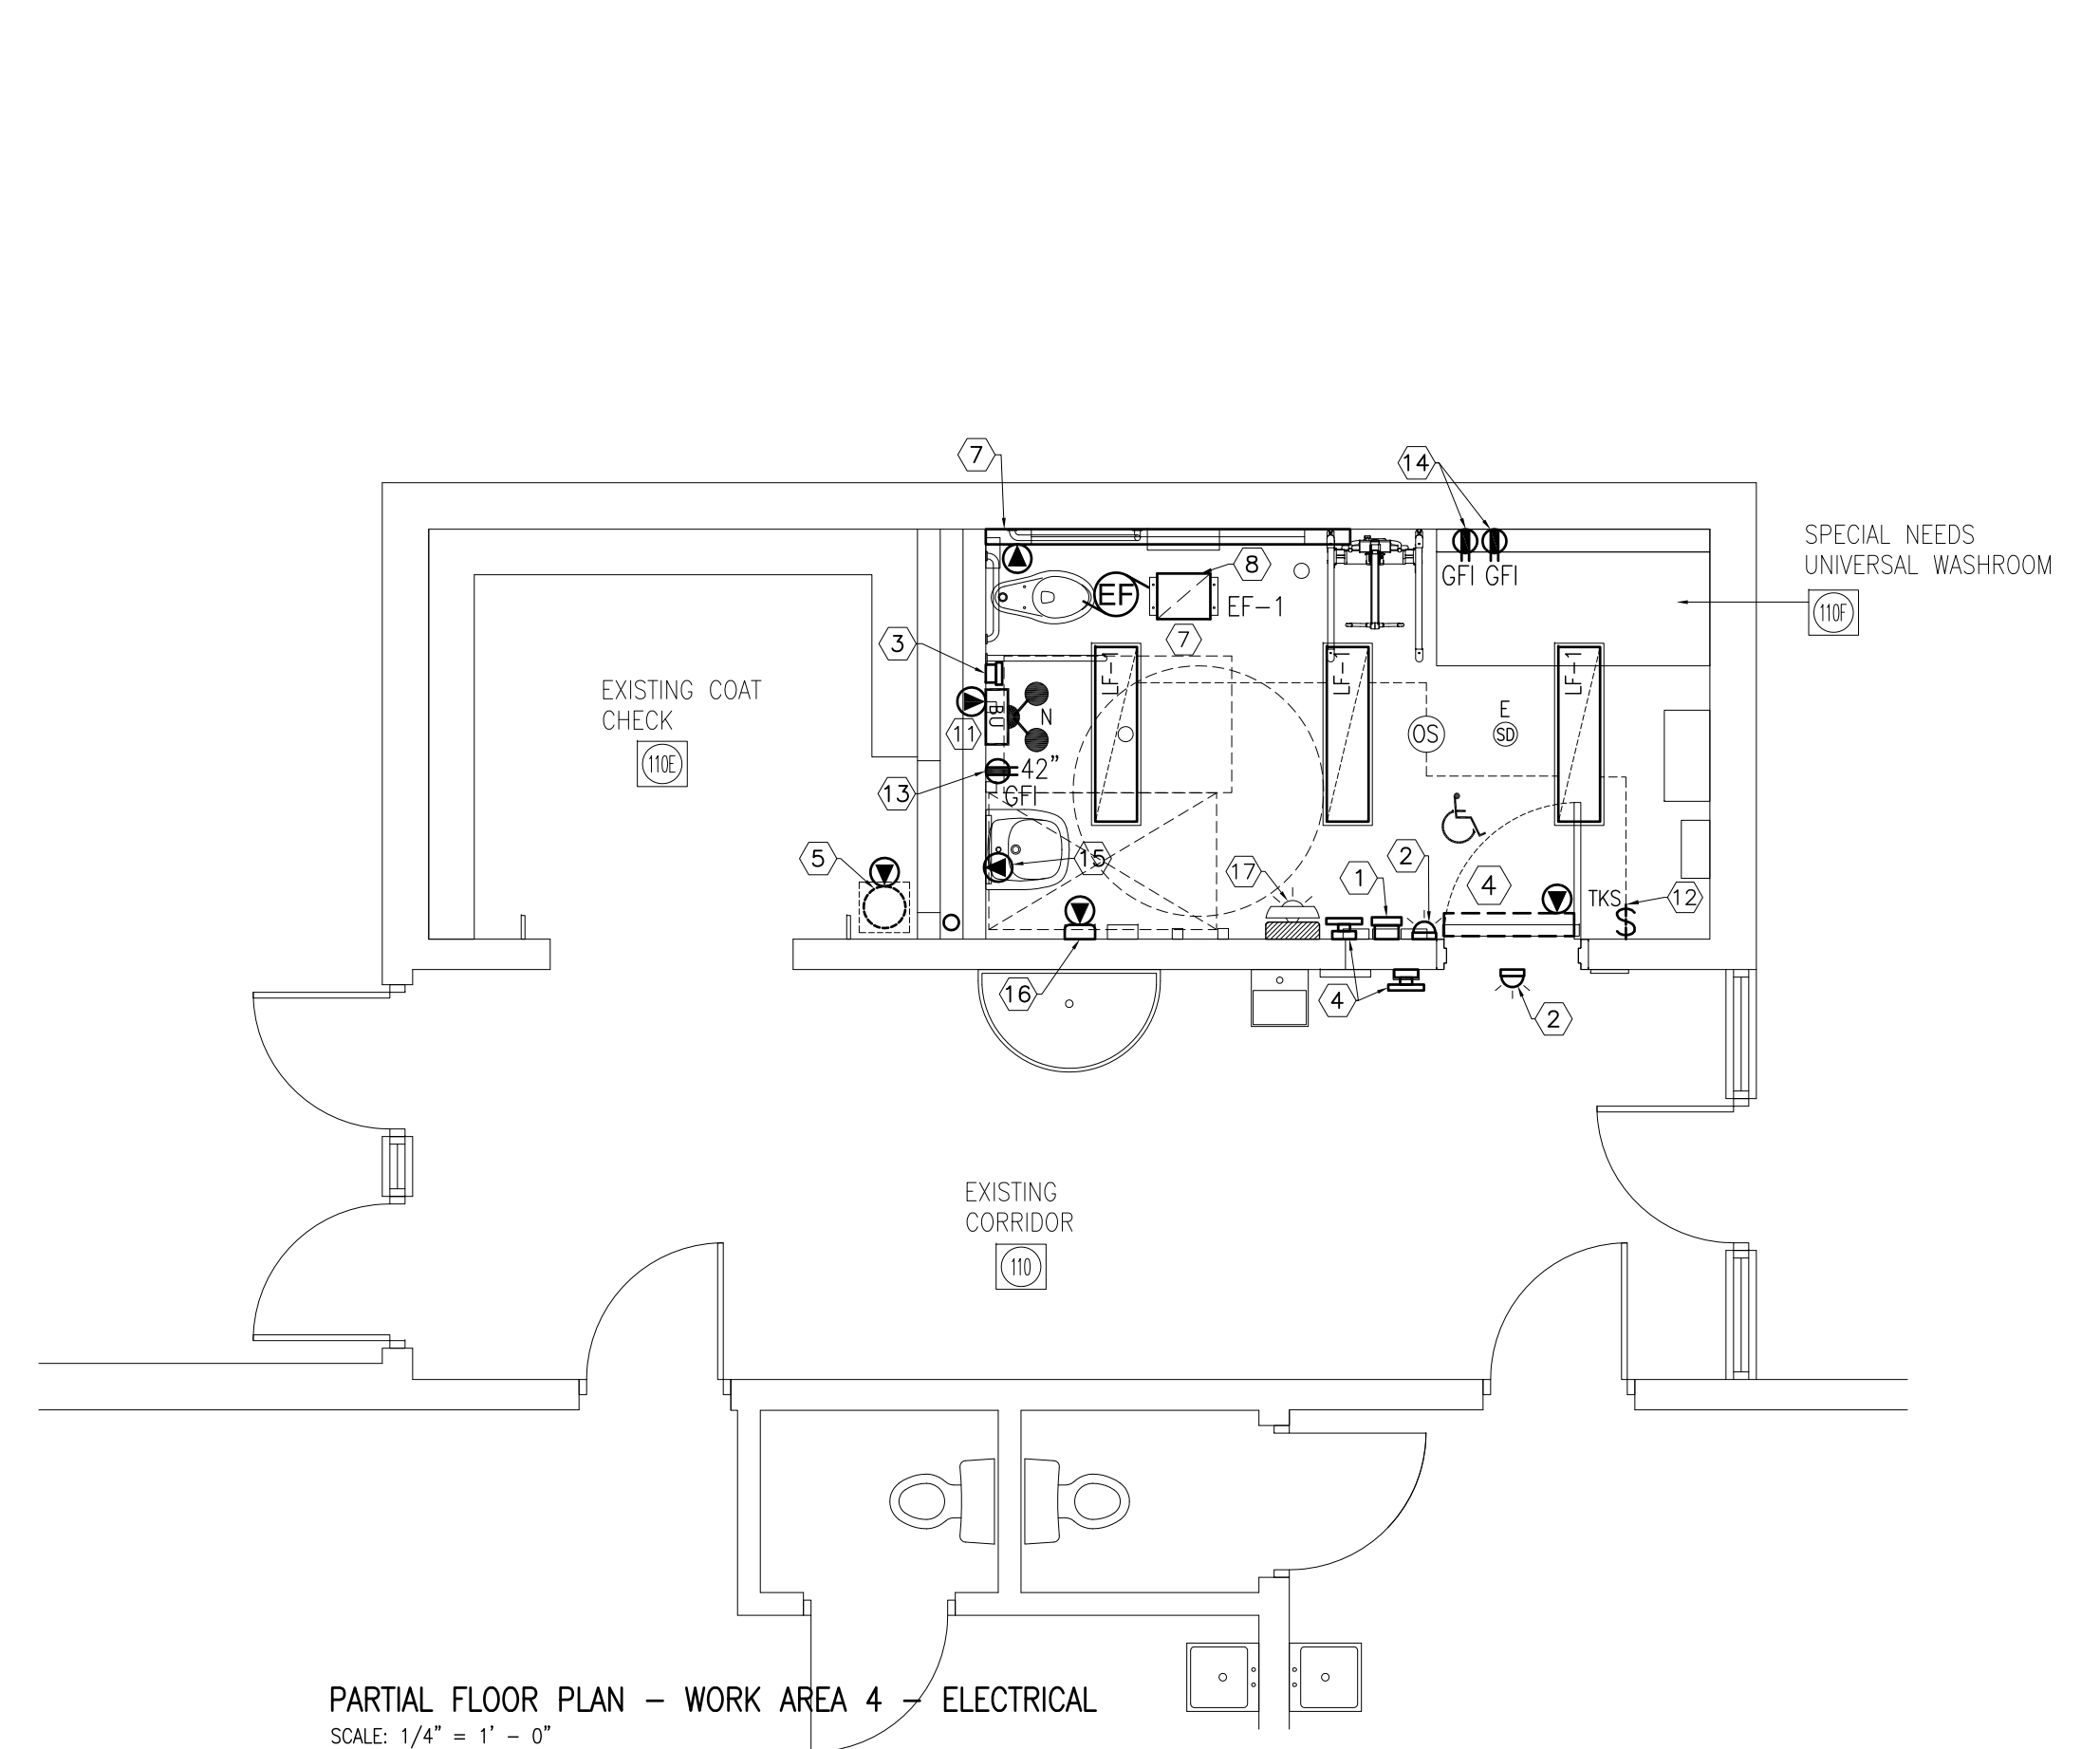 7
14
SPECIAL NEEDS
UNIVERSAL WASHROOM
110F
8
EF
EF-1
GFI GFI
7
3
LF-1
LF-1
LF-1
EXISTING COAT
CHECK
110E
BU
N
E
SD
OS
11
42"
13
GFI
5
15
17
2
1
4
TKS
$
12
16
4
2
EXISTING
CORRIDOR
110
PARTIAL FLOOR PLAN - WORK AREA 4 - ELECTRICAL
SCALE: 1/4" = 1' - 0"